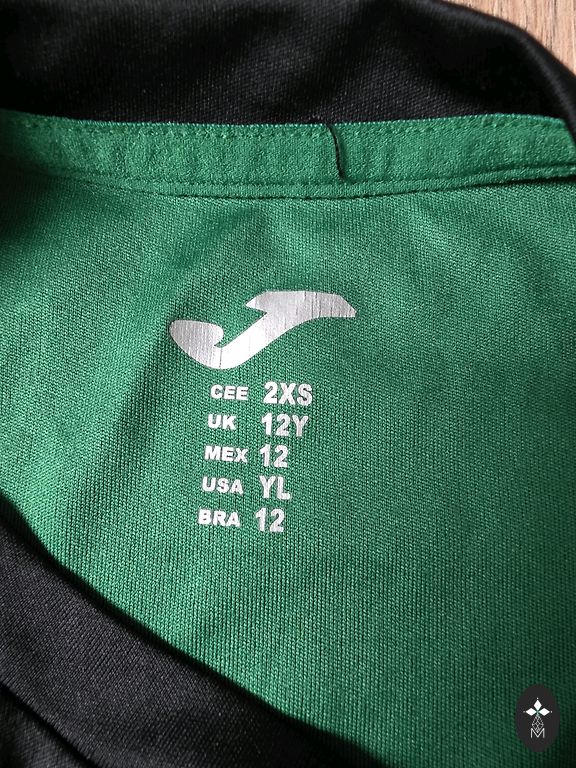 CEE 2XS
UK 12Y
MEX 12
USA YL
BRA 12